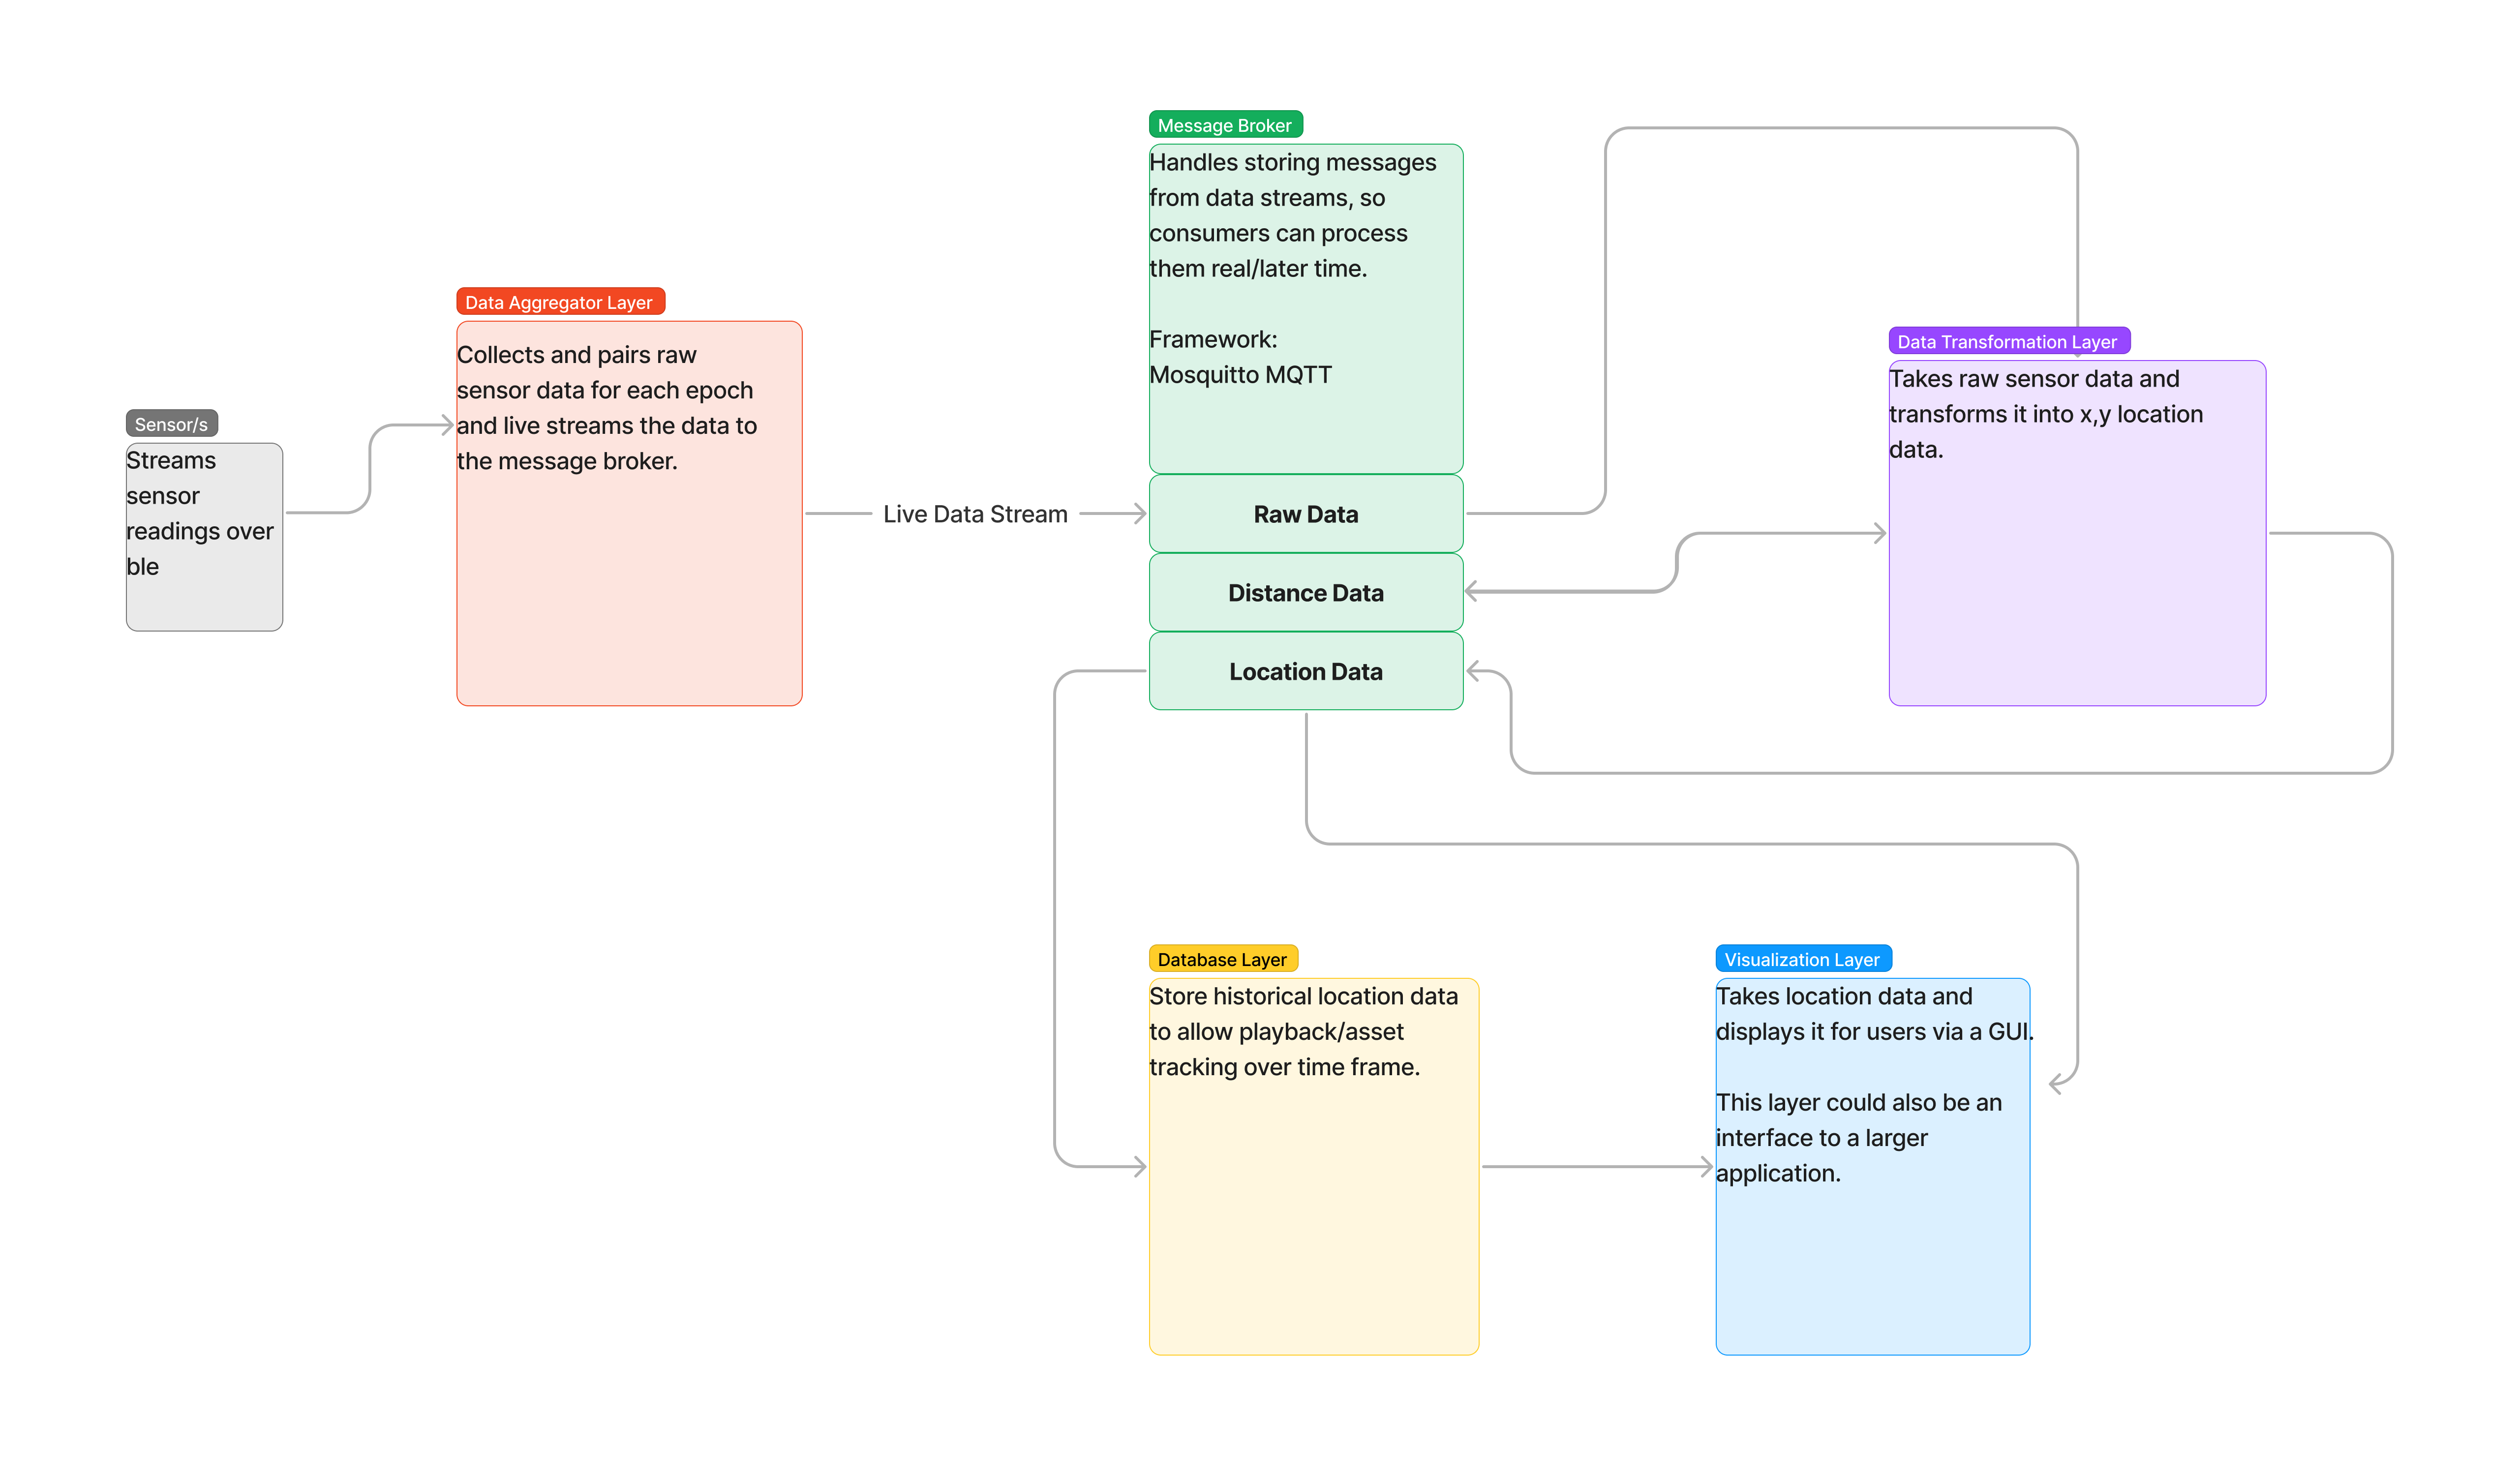 Sensor/s
Streams
sensor
readings over
ble
Data Aggregator Layer
Collects and pairs raw
sensor data for each epoch
and live streams the data to
the message broker.
Live Data Stream
Message Broker
Handles storing messages
from data streams, so
consumers can process
them real/later time.
Framework:
Mosquitto MQTT
Raw Data
Distance Data
Location Data
Data Transformation Layer
Takes raw sensor data and
transforms it into x,y location
data.
Database Layer
Store historical location data
to allow playback/asset
tracking over time frame.
Visualization Layer
Takes location data and
displays it for users via a GUI.
This layer could also be an
interface to a larger
application.